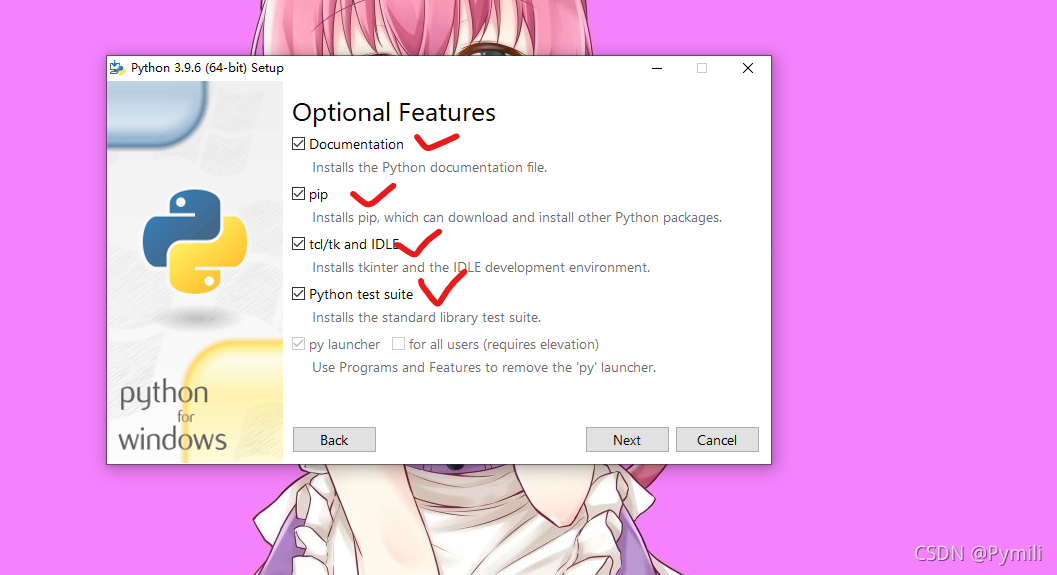 Python 3.9.6 (64-bit) Setup
Optional Features
Documentation
Installs the Python documentation file.
pip
Installs pip, which can download and install other Python packages.
tcl/tk and IDLE
Installs tkinter and the IDLE development environment.
Python test suite
Installs the standard library test suite.
py launcher for all users (requires elevation)
Use Programs and Features to remove the 'py' launcher.
python
for
windows
Back Next Cancel
CSDN @Pymili